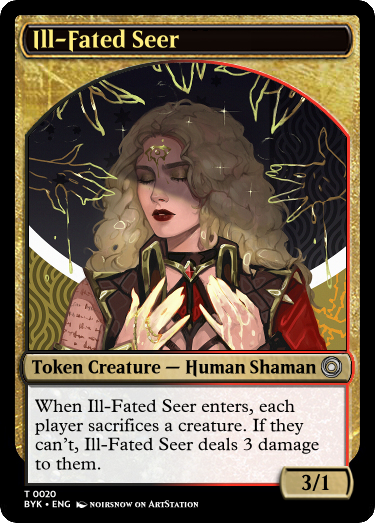 Ill-Fated Seer
Token Creature — Human Shaman
When Ill-Fated Seer enters, each
player sacrifices a creature. If they
can't, Ill-Fated Seer deals 3 damage
to them.
3/1
T 0020
BYK • ENG noirsnow on ArtStation